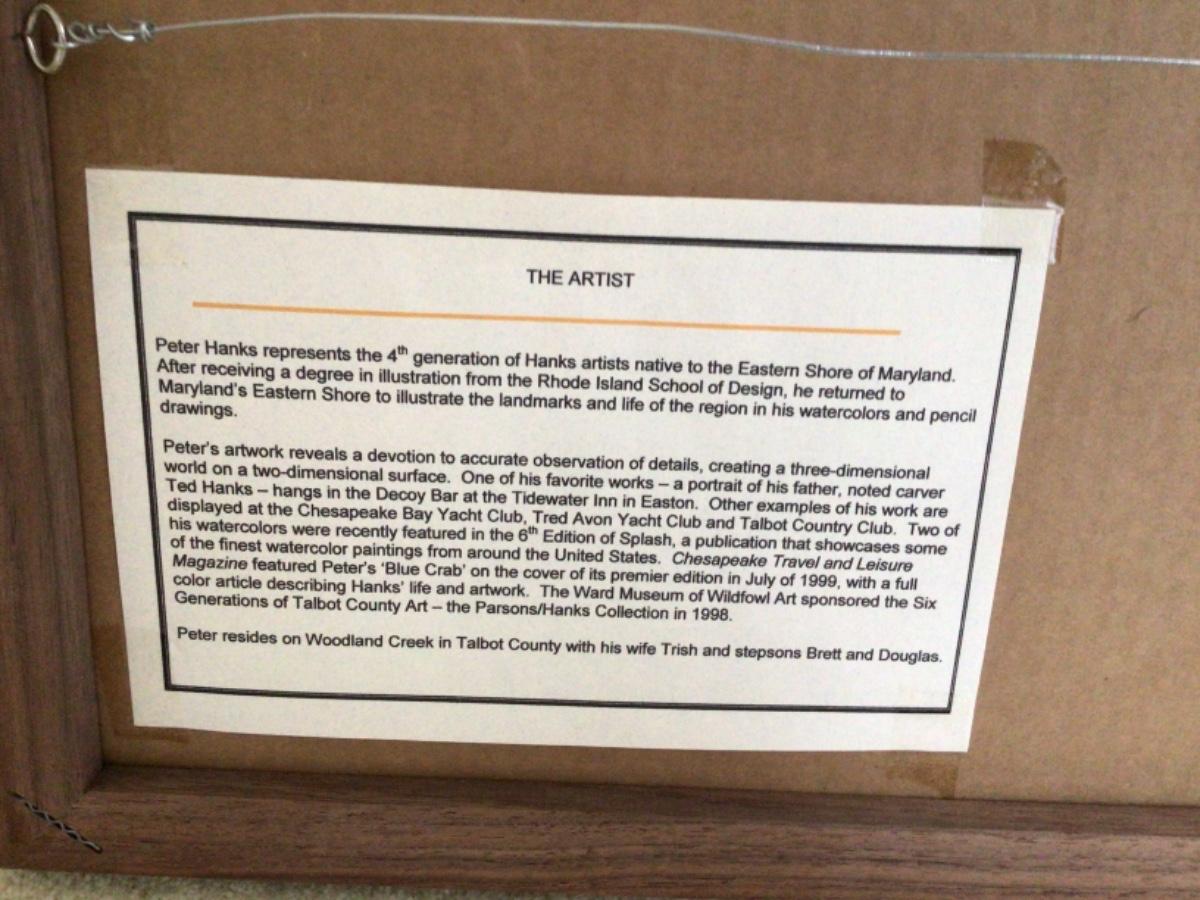 THE ARTIST
Peter Hanks represents the 4th generation of Hanks artists native to the Eastern Shore of Maryland.
After receiving a degree in illustration from the Rhode Island School of Design, he returned to
Maryland's Eastern Shore to illustrate the landmarks and life of the region in his watercolors and pencil
drawings.
Peter's artwork reveals a devotion to accurate observation of details, creating a three-dimensional
world on a two-dimensional surface. One of his favorite works – a portrait of his father, noted carver
Ted Hanks – hangs in the Decoy Bar at the Tidewater Inn in Easton. Other examples of his work are
displayed at the Chesapeake Bay Yacht Club, Tred Avon Yacht Club and Talbot Country Club. Two of
his watercolors were recently featured in the 6th Edition of Splash, a publication that showcases some
of the finest watercolor paintings from around the United States. Chesapeake Travel and Leisure
Magazine featured Peter's 'Blue Crab' on the cover of its premier edition in July of 1999, with a full
color article describing Hanks' life and artwork. The Ward Museum of Wildfowl Art sponsored the Six
Generations of Talbot County Art – the Parsons/Hanks Collection in 1998.
Peter resides on Woodland Creek in Talbot County with his wife Trish and stepsons Brett and Douglas.